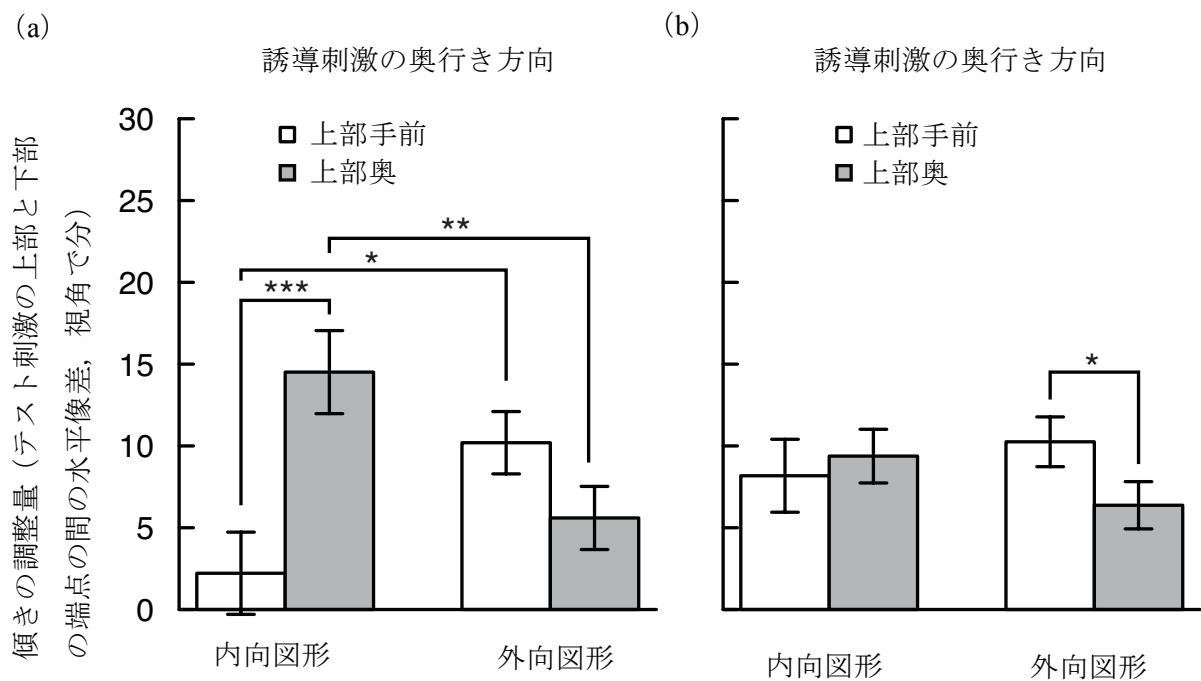 (a)
誘導刺激の奥行き方向
上部手前
上部奥
傾きの調整量（テスト刺激の上部と下部
の端点の間の水平像差，視角で分）
30
25
20
15
10
5
0
***
*
**
内向図形
外向図形
(b)
誘導刺激の奥行き方向
上部手前
上部奥
*
内向図形
外向図形